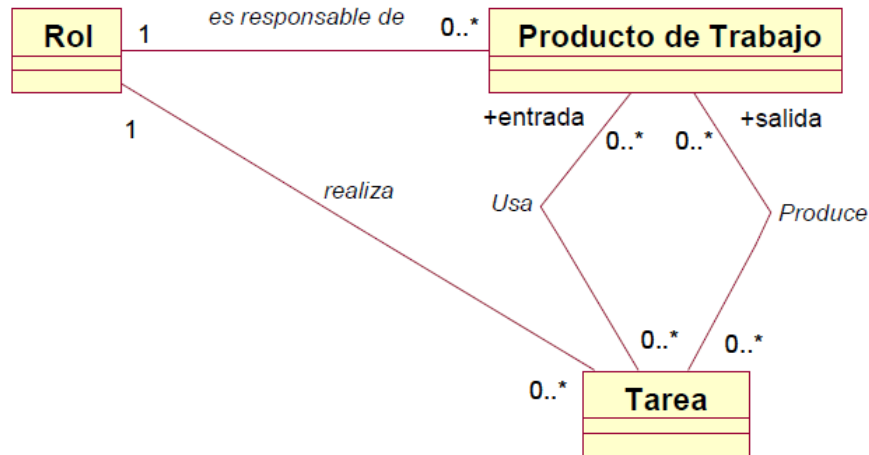 es responsable de
Rol
1
0..*
Producto de Trabajo
1
+entrada
0..*
0..*
+salida
realiza
Usa
Produce
0..*
0..*
0..*
Tarea